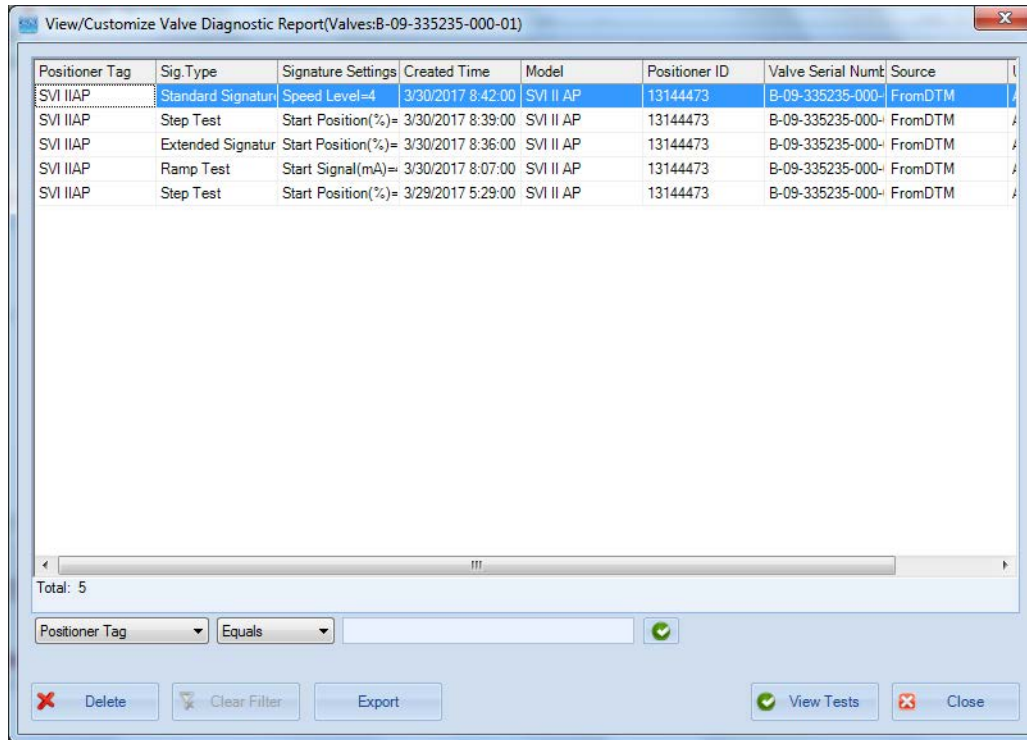 View/Customize Valve Diagnostic Report(Valves:B-09-335235-000-01)
Positioner Tag Sig.Type Signature Settings Created Time Model Positioner ID Valve Serial Numb Source
SVI IIAP Standard Signature Speed Level=4 3/30/2017 8:42:00 SVI II AP 13144473 B-09-335235-000- FromDTM
SVI IIAP Step Test Start Position(%)= 3/30/2017 8:39:00 SVI II AP 13144473 B-09-335235-000- FromDTM
SVI IIAP Extended Signatur Start Position(%)= 3/30/2017 8:36:00 SVI II AP 13144473 B-09-335235-000- FromDTM
SVI IIAP Ramp Test Start Signal(mA)= 3/30/2017 8:07:00 SVI II AP 13144473 B-09-335235-000- FromDTM
SVI IIAP Step Test Start Position(%)= 3/29/2017 5:29:00 SVI II AP 13144473 B-09-335235-000- FromDTM
Total: 5
Positioner Tag Equals
Delete Clear Filter Export View Tests Close